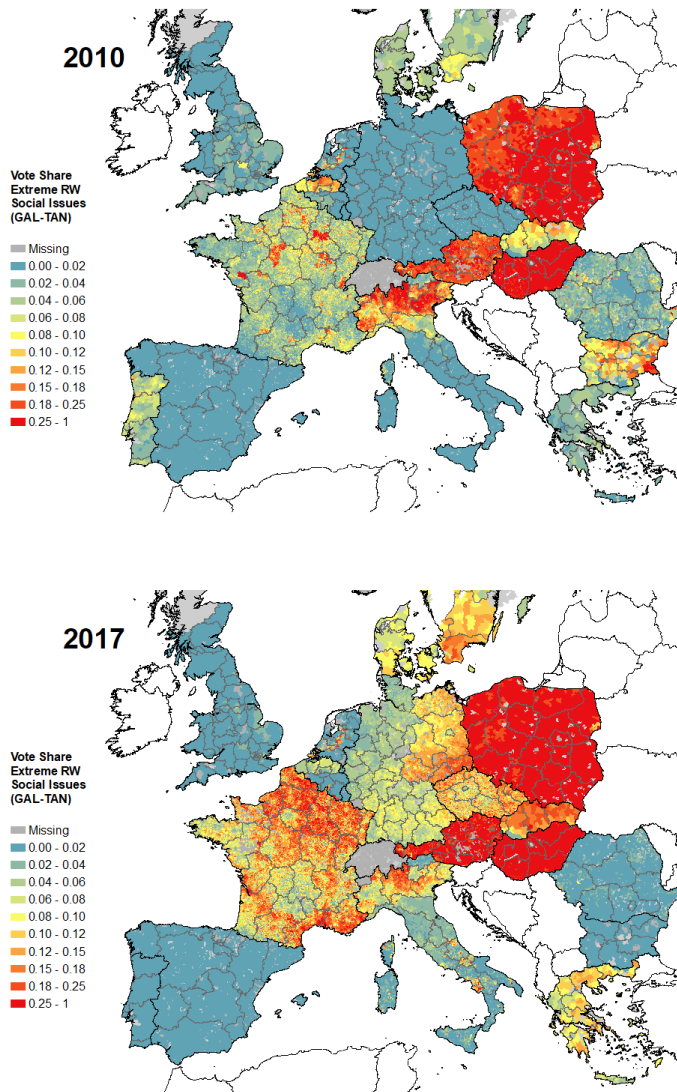 2010
Vote Share
Extreme RW
Social Issues
(GAL-TAN)
Missing
0.00 - 0.02
0.02 - 0.04
0.04 - 0.06
0.06 - 0.08
0.08 - 0.10
0.10 - 0.12
0.12 - 0.15
0.15 - 0.18
0.18 - 0.25
0.25 - 1
2017
Vote Share
Extreme RW
Social Issues
(GAL-TAN)
Missing
0.00 - 0.02
0.02 - 0.04
0.04 - 0.06
0.06 - 0.08
0.08 - 0.10
0.10 - 0.12
0.12 - 0.15
0.15 - 0.18
0.18 - 0.25
0.25 - 1